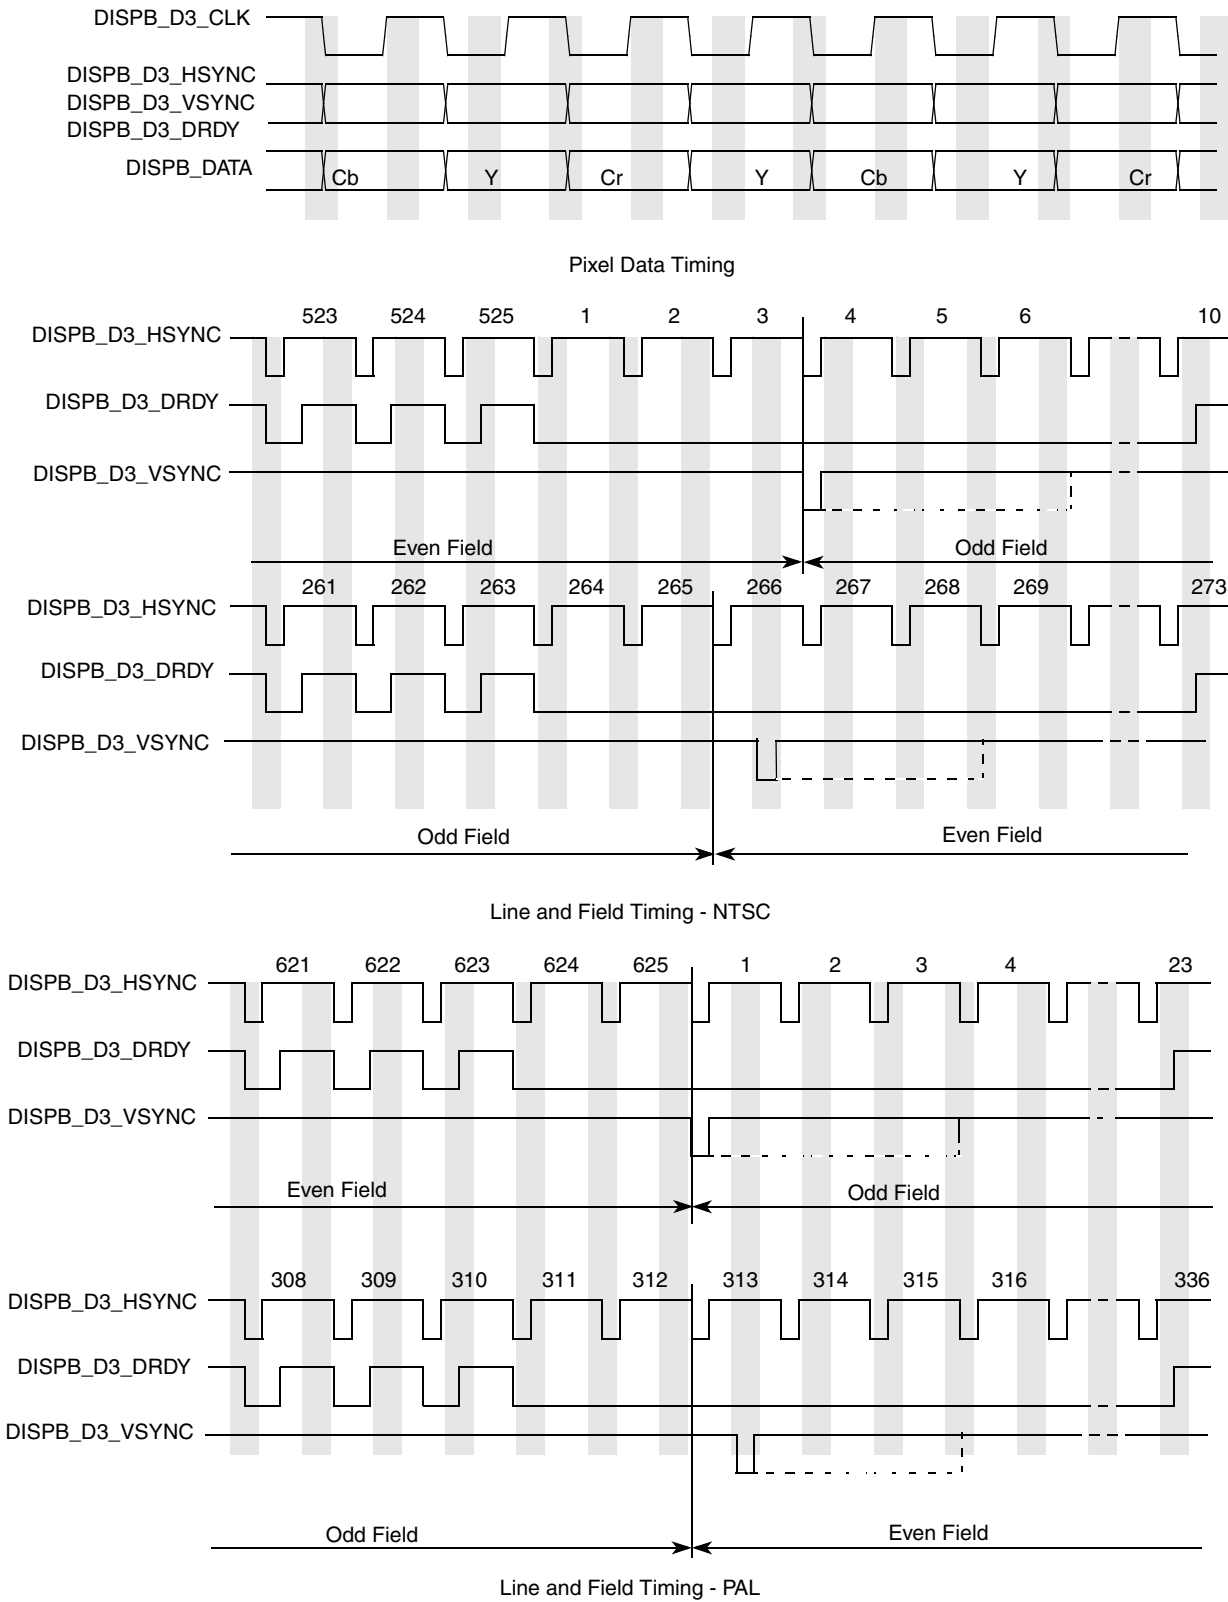 DISPB_D3_CLK
DISPB_D3_HSYNC
DISPB_D3_VSYNC
DISPB_D3_DRDY
DISPB_DATA Cb Y Cr Y Cb Y Cr
Pixel Data Timing
523 524 525 1 2 3 4 5 6 10
DISPB_D3_HSYNC
DISPB_D3_DRDY
DISPB_D3_VSYNC
Even Field Odd Field
261 262 263 264 265 266 267 268 269 273
DISPB_D3_HSYNC
DISPB_D3_DRDY
DISPB_D3_VSYNC
Odd Field Even Field
Line and Field Timing - NTSC
621 622 623 624 625 1 2 3 4 23
DISPB_D3_HSYNC
DISPB_D3_DRDY
DISPB_D3_VSYNC
Even Field Odd Field
308 309 310 311 312 313 314 315 316 336
DISPB_D3_HSYNC
DISPB_D3_DRDY
DISPB_D3_VSYNC
Odd Field Even Field
Line and Field Timing - PAL